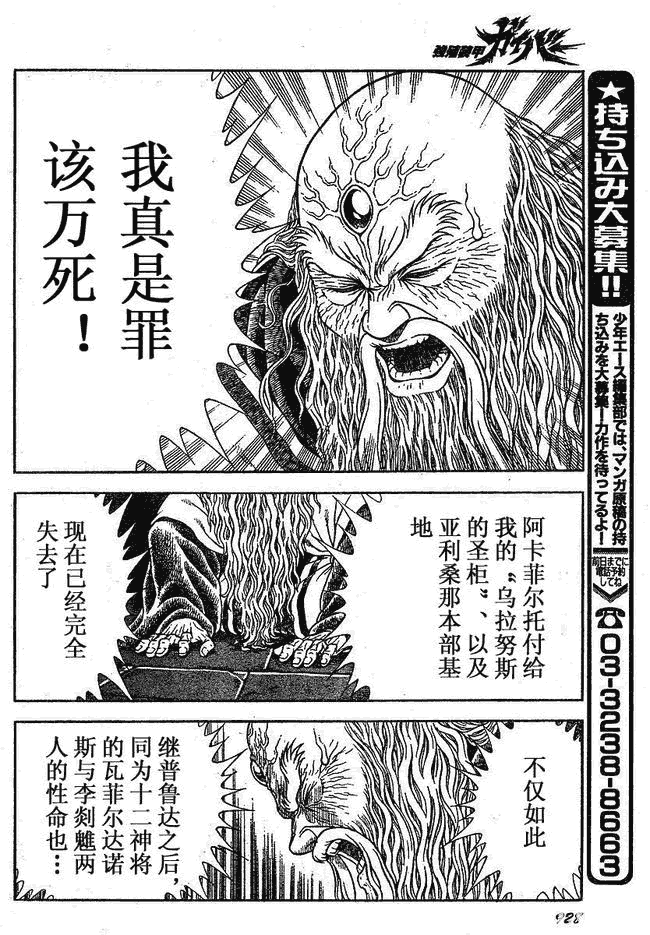 強殖装甲
ガイバー
★持ち込み大募集!!
少年エース編集部では、マンガ原稿の持
ち込みを大募集!力作を待ってるよー
前日までに
電話予約
してね
☎03-3238-8663
我真是罪
该万死！
阿卡菲尔托付给
我的“乌拉努斯
的圣柜”、以及
亚利桑那本部基
地
现在已经完全
失去了
不仅如此
继普鲁达之后，
同为十二神将
的瓦菲尔达诺
斯与李剡魋两
人的性命也…
928